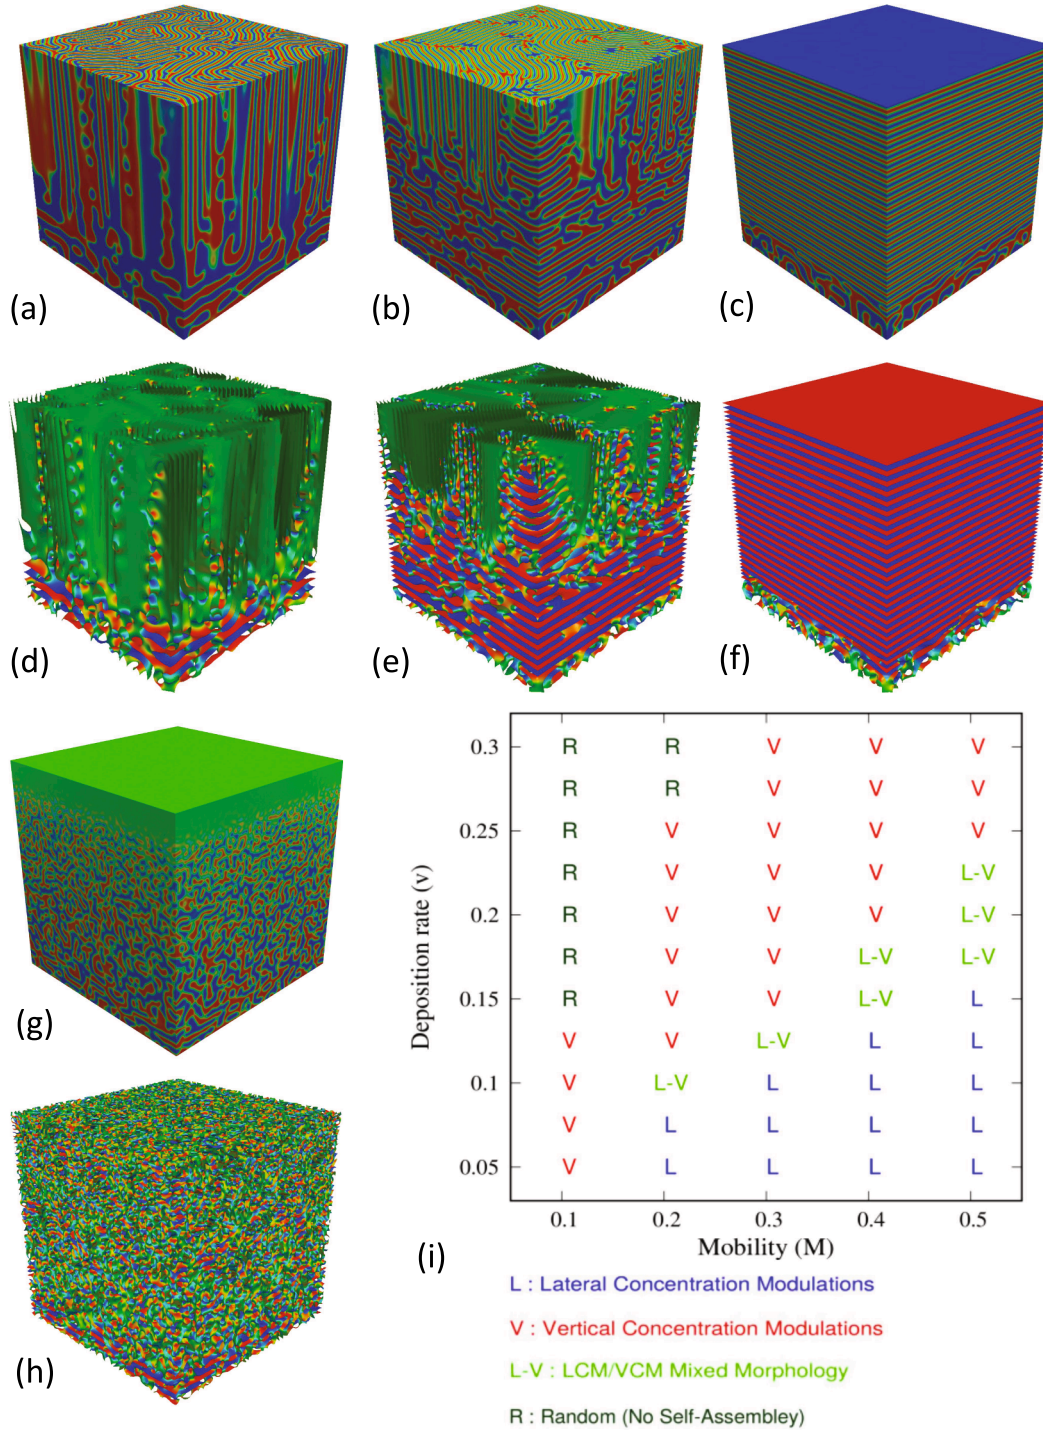 (a)
(b)
(c)
(d)
(e)
(f)
(g)
(h)
Deposition rate (v)
0.3 R R V V V
R R V V V
0.25 R V V V V
R V V V L-V
0.2 R V V V L-V
R V V L-V L-V
0.15 R V V L-V L
V V L-V L L
0.1 V L-V L L L
V L L L L
0.05 V L L L L
0.1 0.2 0.3 0.4 0.5
Mobility (M)
(i)
L : Lateral Concentration Modulations
V : Vertical Concentration Modulations
L-V : LCM/VCM Mixed Morphology
R : Random (No Self-Assembley)